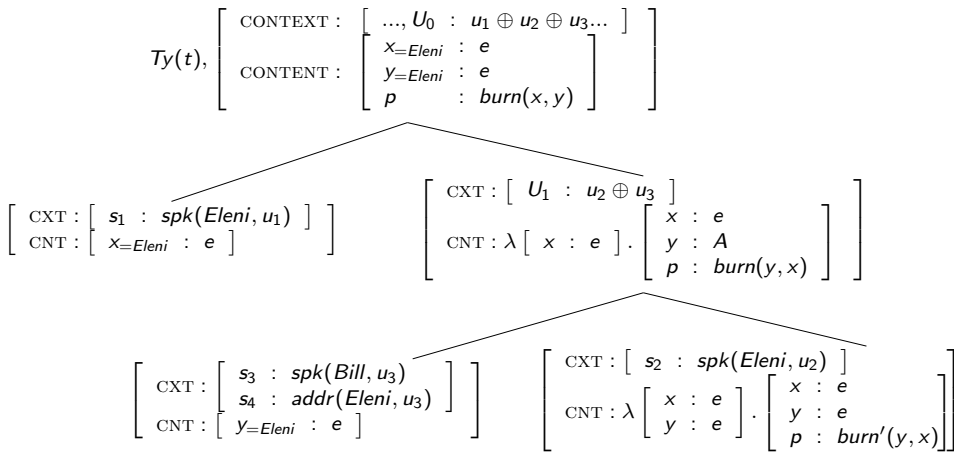 CONTEXT : [ ..., U₀ : u₁ ⊕ u₂ ⊕ u₃... ]
Ty(t),
CONTENT : [ x₌Eleni : e
y₌Eleni : e
p : burn(x, y) ]
[ CXT : [ s₁ : spk(Eleni, u₁) ]
CNT : [ x₌Eleni : e ] ]
[ CXT : [ U₁ : u₂ ⊕ u₃ ]
CNT : λ [ x : e ] . [ x : e
y : A
p : burn(y, x) ] ]
[ CXT : [ s₃ : spk(Bill, u₃)
s₄ : addr(Eleni, u₃) ]
CNT : [ y₌Eleni : e ] ]
[ CXT : [ s₂ : spk(Eleni, u₂) ]
CNT : λ [ x : e
y : e ] . [ x : e
y : e
p : burn′(y, x) ] ]